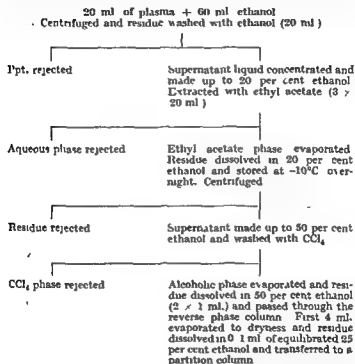 20 ml of plasma + 60 ml ethanol
Centrifuged and residue washed with ethanol (20 ml)
Ppt. rejected
Supernatant liquid concentrated and
made up to 20 per cent ethanol
Extracted with ethyl acetate (3 ×
20 ml)
Aqueous phase rejected
Ethyl acetate phase evaporated
Residue dissolved in 20 per cent
ethanol and stored at -10°C over-
night. Centrifuged
Residue rejected
Supernatant made up to 50 per cent
ethanol and washed with CCl₄
CCl₄ phase rejected
Alcoholic phase evaporated and resi-
due dissolved in 50 per cent ethanol
(2 × 1 ml.) and passed through the
reverse phase column First 4 ml.
evaporated to dryness and residue
dissolved in 0 1 ml of equilibrated 25
per cent ethanol and transferred to a
partition column